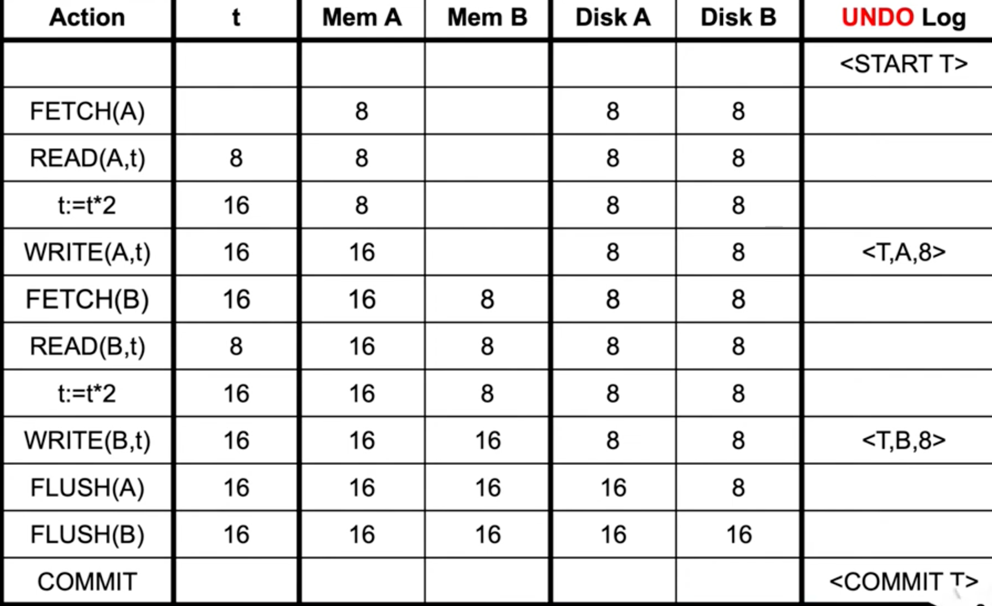 Action t Mem A Mem B Disk A Disk B UNDO Log
<START T>
FETCH(A) 8 8 8
READ(A,t) 8 8 8 8
t:=t*2 16 8 8 8
WRITE(A,t) 16 16 8 8 <T,A,8>
FETCH(B) 16 16 8 8 8
READ(B,t) 8 16 8 8 8
t:=t*2 16 16 8 8 8
WRITE(B,t) 16 16 16 8 8 <T,B,8>
FLUSH(A) 16 16 16 16 8
FLUSH(B) 16 16 16 16 16
COMMIT <COMMIT T>